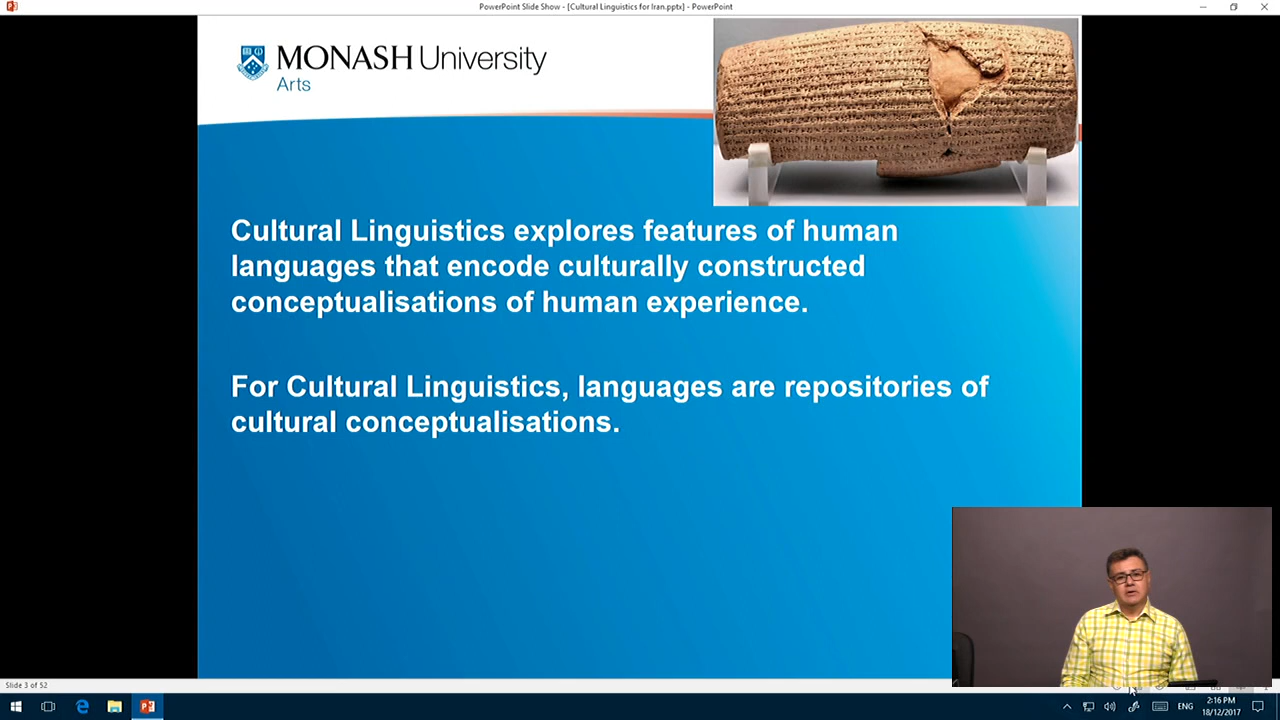 PowerPoint Slide Show - [Cultural Linguistics for Iran.pptx] - PowerPoint
MONASH University
Arts
Cultural Linguistics explores features of human
languages that encode culturally constructed
conceptualisations of human experience.
For Cultural Linguistics, languages are repositories of
cultural conceptualisations.
Slide 3 of 52
ENG
2:16 PM
18/12/2017